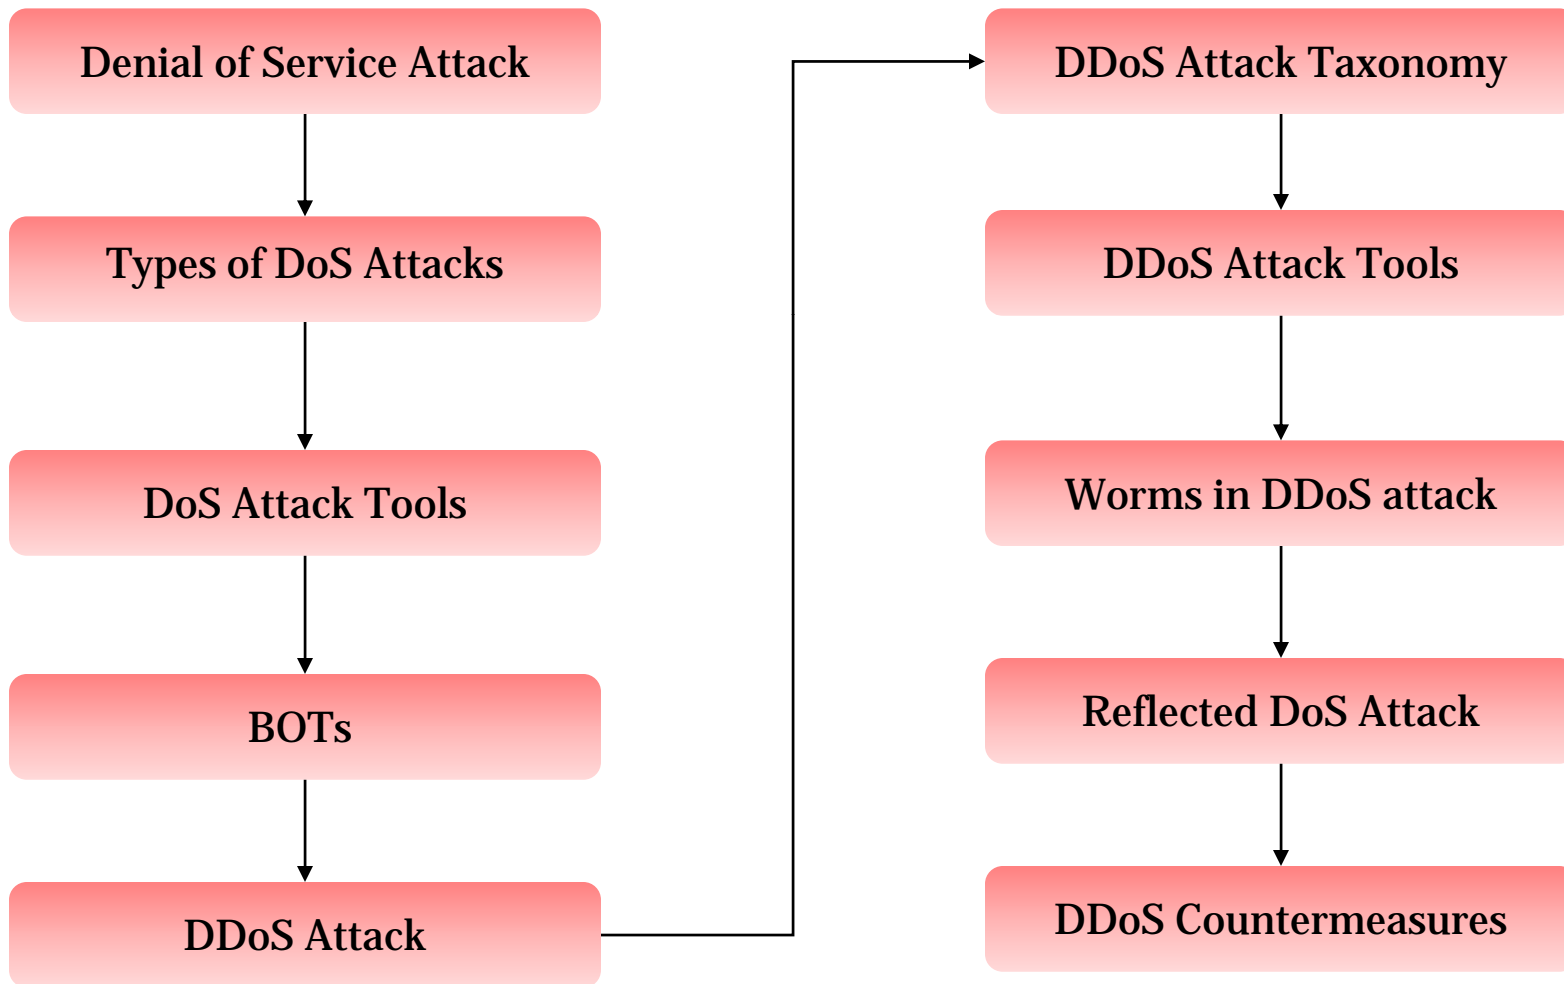 Denial of Service Attack
Types of DoS Attacks
DoS Attack Tools
BOTs
DDoS Attack
DDoS Attack Taxonomy
DDoS Attack Tools
Worms in DDoS attack
Reflected DoS Attack
DDoS Countermeasures